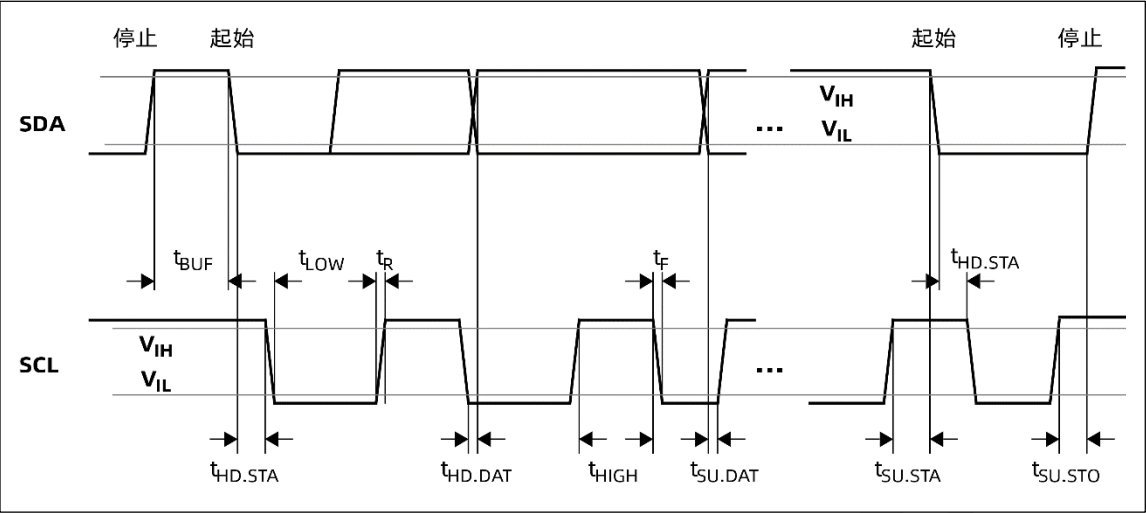 停止 起始 起始 停止
V_IH
SDA ... V_IL
t_BUF t_LOW t_R t_F t_HD.STA
V_IH
SCL V_IL ...
t_HD.STA t_HD.DAT t_HIGH t_SU.DAT t_SU.STA t_SU.STO